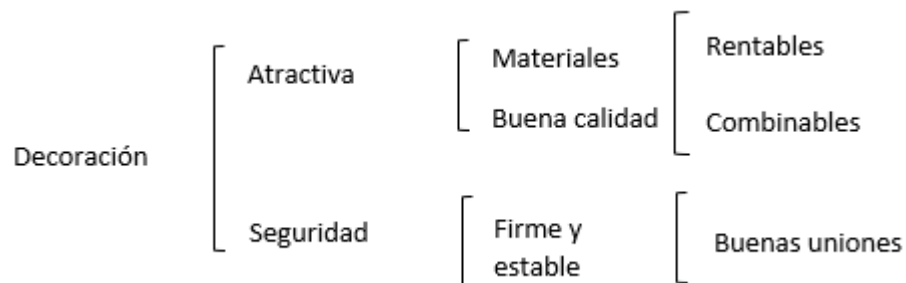 Decoración
Atractiva
Materiales
Buena calidad
Rentables
Combinables
Seguridad
Firme y
estable
Buenas uniones